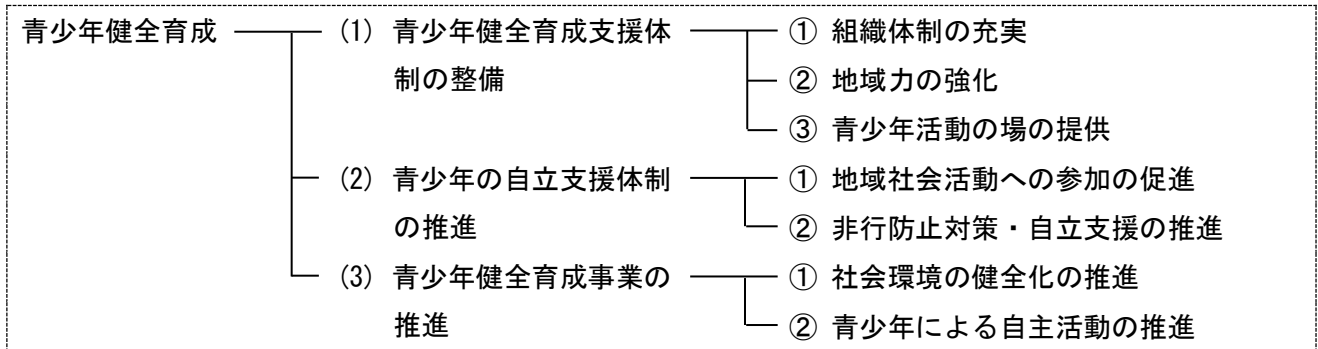 青少年健全育成 (1) 青少年健全育成支援体 ① 組織体制の充実
制の整備 ② 地域力の強化
③ 青少年活動の場の提供
(2) 青少年の自立支援体制 ① 地域社会活動への参加の促進
の推進 ② 非行防止対策・自立支援の推進
(3) 青少年健全育成事業の ① 社会環境の健全化の推進
推進 ② 青少年による自主活動の推進